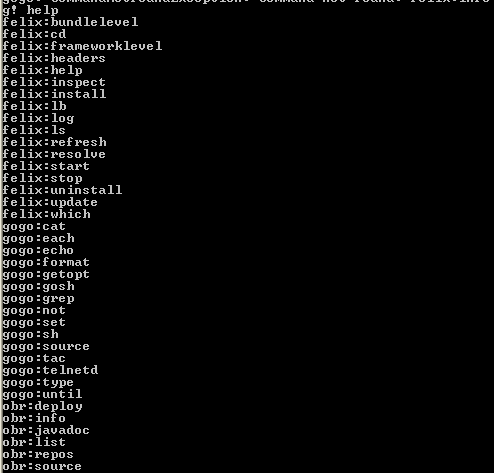 g! help
felix:bundlelevel
felix:cd
felix:frameworklevel
felix:headers
felix:help
felix:inspect
felix:install
felix:lb
felix:log
felix:ls
felix:refresh
felix:resolve
felix:start
felix:stop
felix:uninstall
felix:update
felix:which
gogo:cat
gogo:each
gogo:echo
gogo:format
gogo:getopt
gogo:gosh
gogo:grep
gogo:not
gogo:set
gogo:sh
gogo:source
gogo:tac
gogo:telnetd
gogo:type
gogo:until
obr:deploy
obr:info
obr:javadoc
obr:list
obr:repos
obr:source